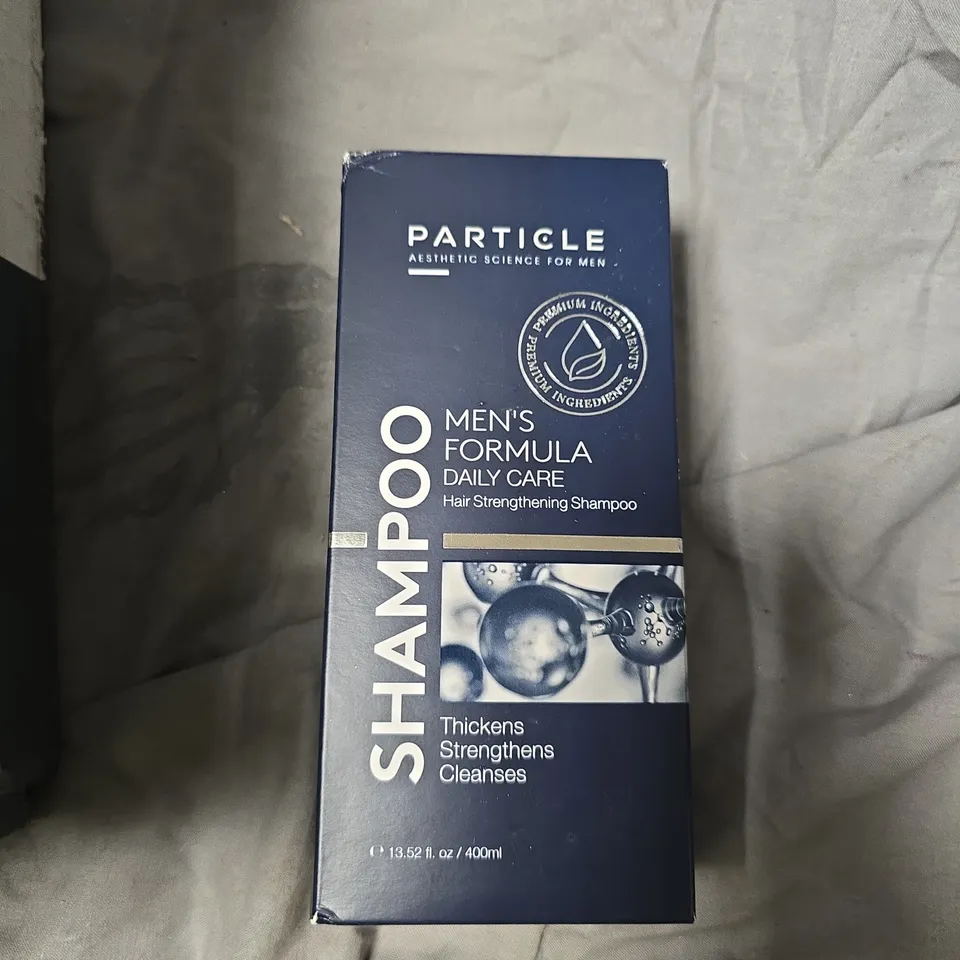 PARTICLE
AESTHETIC SCIENCE FOR MEN
PREMIUM INGREDIENTS
PREMIUM INGREDIENTS
SHAMPOO
MEN'S
FORMULA
DAILY CARE
Hair Strengthening Shampoo
Thickens
Strengthens
Cleanses
℮ 13.52 fl. oz / 400ml